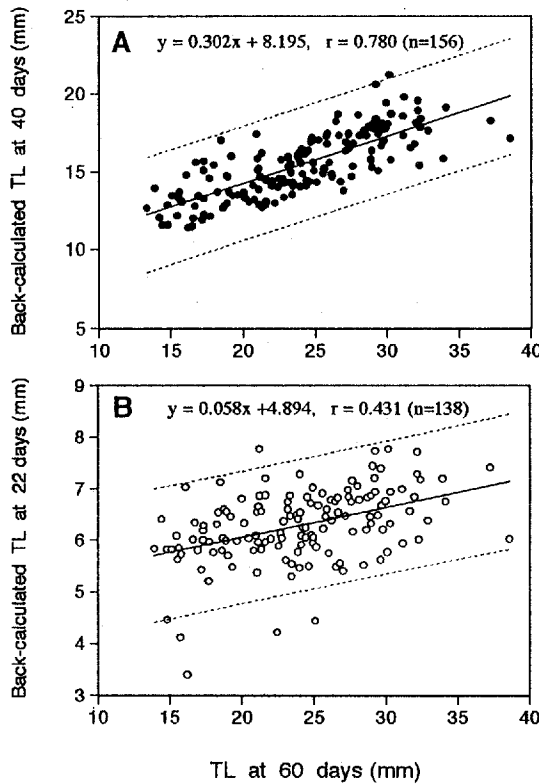 Back-calculated TL at 40 days (mm)
A
y = 0.302x + 8.195, r = 0.780 (n=156)
25
20
15
10
5
10 15 20 25 30 35 40
Back-calculated TL at 22 days (mm)
B
y = 0.058x +4.894, r = 0.431 (n=138)
9
8
7
6
5
4
3
10 15 20 25 30 35 40
TL at 60 days (mm)